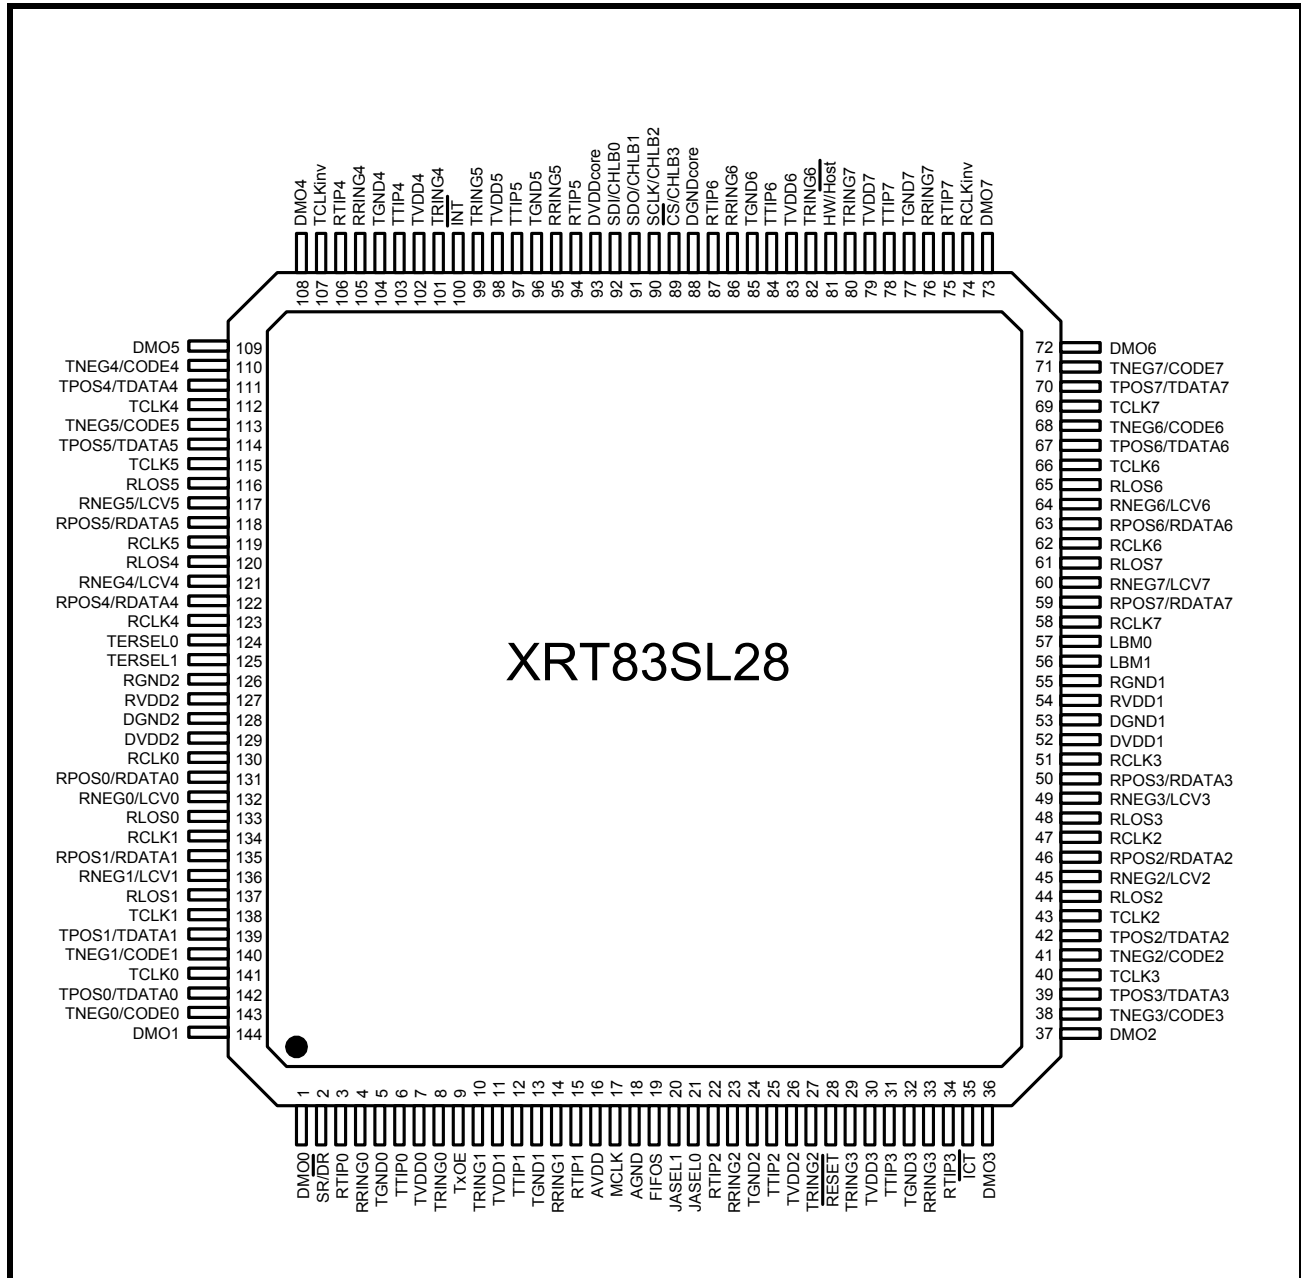 DMO4
TCLKinv
RTIP4
RRING4
TGND4
TTIP4
TVDD4
TRING4
INT
TRING5
TVDD5
TTIP5
TGND5
RRING5
RTIP5
DVDDcore
SDI/CHLB0
SDO/CHLB1
SCLK/CHLB2
CS/CHLB3
DGNDcore
RTIP6
RRING6
TGND6
TTIP6
TVDD6
TRING6
HW/Host
TRING7
TVDD7
TTIP7
TGND7
RRING7
RTIP7
RCLKinv
DMO7
108
107
106
105
104
103
102
101
100
99
98
97
96
95
94
93
92
91
90
89
88
87
86
85
84
83
82
81
80
79
78
77
76
75
74
73
DMO5 109
TNEG4/CODE4 110
TPOS4/TDATA4 111
TCLK4 112
TNEG5/CODE5 113
TPOS5/TDATA5 114
TCLK5 115
RLOS5 116
RNEG5/LCV5 117
RPOS5/RDATA5 118
RCLK5 119
RLOS4 120
RNEG4/LCV4 121
RPOS4/RDATA4 122
RCLK4 123
TERSEL0 124
TERSEL1 125
RGND2 126
RVDD2 127
DGND2 128
DVDD2 129
RCLK0 130
RPOS0/RDATA0 131
RNEG0/LCV0 132
RLOS0 133
RCLK1 134
RPOS1/RDATA1 135
RNEG1/LCV1 136
RLOS1 137
TCLK1 138
TPOS1/TDATA1 139
TNEG1/CODE1 140
TCLK0 141
TPOS0/TDATA0 142
TNEG0/CODE0 143
DMO1 144
XRT83SL28
72 DMO6
71 TNEG7/CODE7
70 TPOS7/TDATA7
69 TCLK7
68 TNEG6/CODE6
67 TPOS6/TDATA6
66 TCLK6
65 RLOS6
64 RNEG6/LCV6
63 RPOS6/RDATA6
62 RCLK6
61 RLOS7
60 RNEG7/LCV7
59 RPOS7/RDATA7
58 RCLK7
57 LBM0
56 LBM1
55 RGND1
54 RVDD1
53 DGND1
52 DVDD1
51 RCLK3
50 RPOS3/RDATA3
49 RNEG3/LCV3
48 RLOS3
47 RCLK2
46 RPOS2/RDATA2
45 RNEG2/LCV2
44 RLOS2
43 TCLK2
42 TPOS2/TDATA2
41 TNEG2/CODE2
40 TCLK3
39 TPOS3/TDATA3
38 TNEG3/CODE3
37 DMO2
1
2
3
4
5
6
7
8
9
10
11
12
13
14
15
16
17
18
19
20
21
22
23
24
25
26
27
28
29
30
31
32
33
34
35
36
DMO0
SR/DR
RTIP0
RRING0
TGND0
TTIP0
TVDD0
TRING0
TxOE
TRING1
TVDD1
TTIP1
TGND1
RRING1
RTIP1
AVDD
MCLK
AGND
FIFOS
JASEL1
JASEL0
RTIP2
RRING2
TGND2
TTIP2
TVDD2
TRING2
RESET
TRING3
TVDD3
TTIP3
TGND3
RRING3
RTIP3
ICT
DMO3